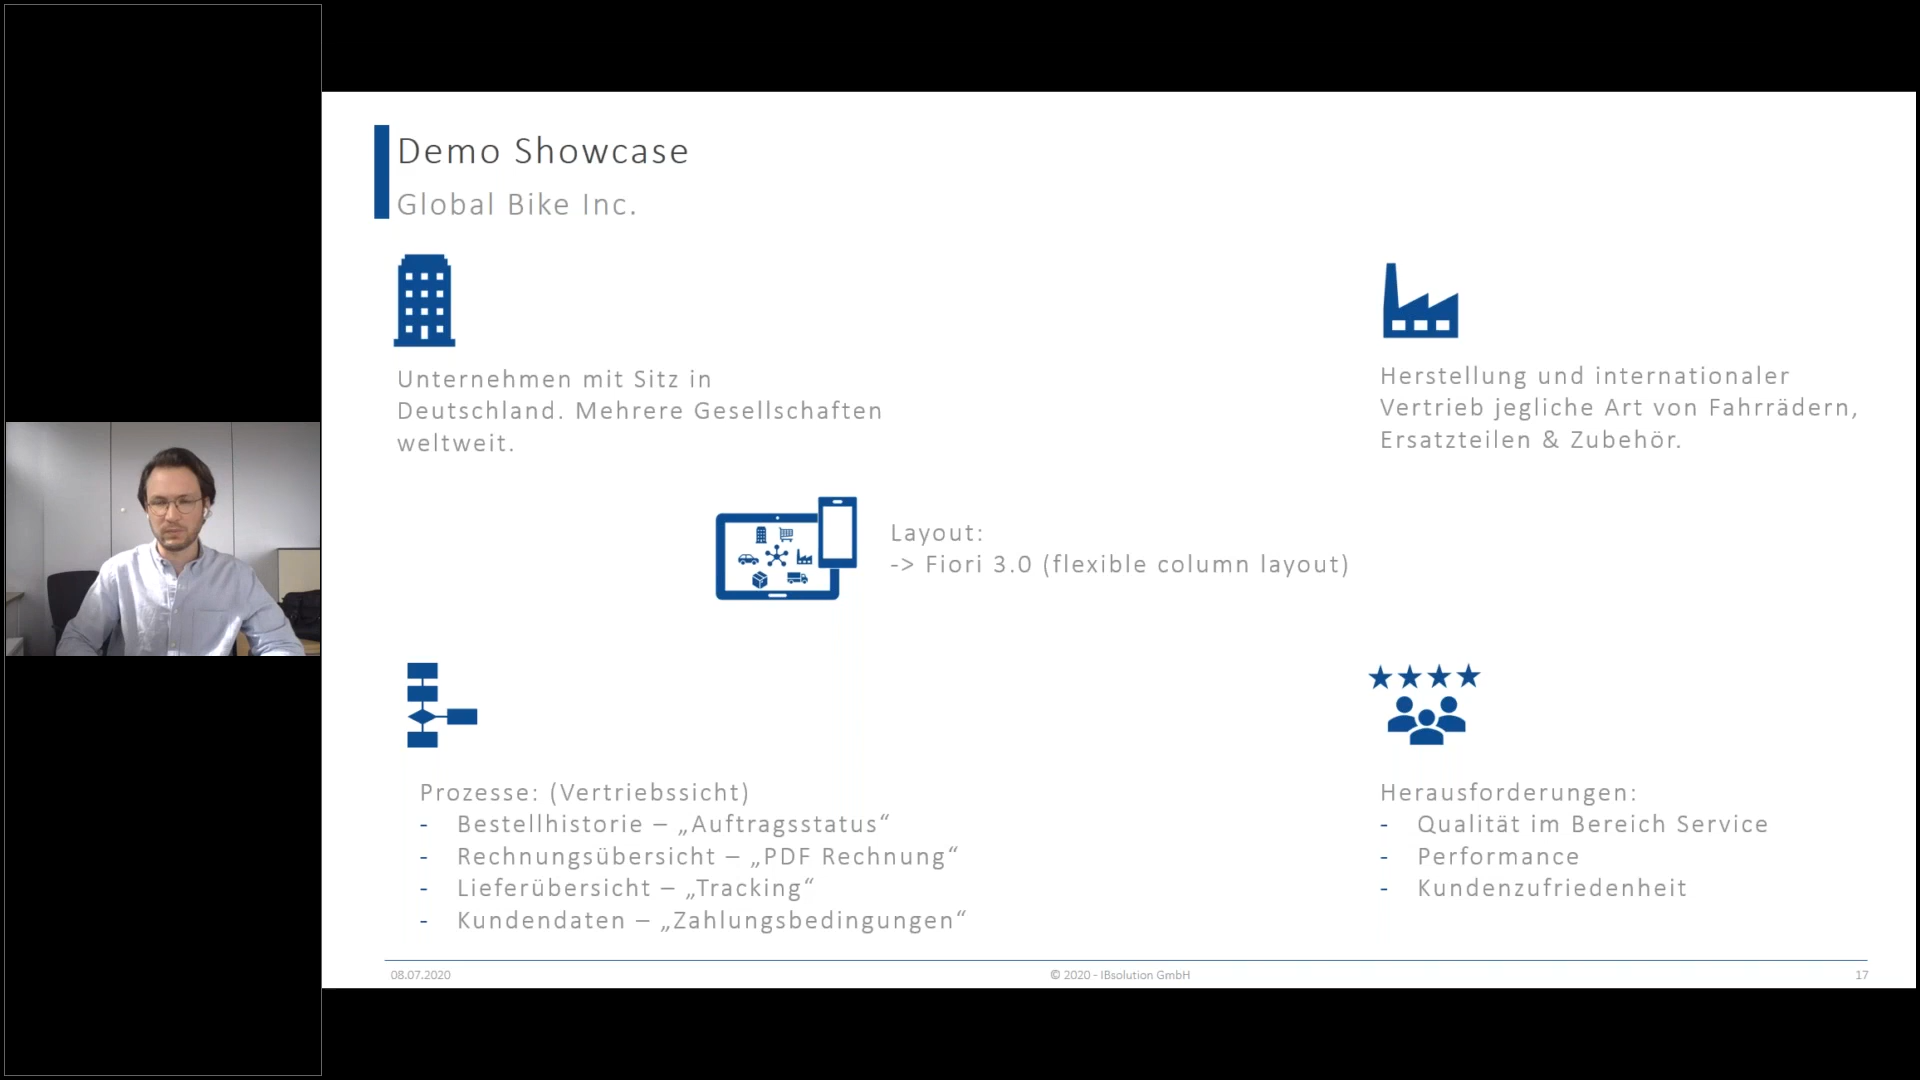 Demo Showcase
Global Bike Inc.
Unternehmen mit Sitz in
Deutschland. Mehrere Gesellschaften
weltweit.
Herstellung und internationaler
Vertrieb jegliche Art von Fahrrädern,
Ersatzteilen & Zubehör.
Layout:
-> Fiori 3.0 (flexible column layout)
Prozesse: (Vertriebssicht)
- Bestellhistorie – „Auftragsstatus“
- Rechnungsübersicht – „PDF Rechnung“
- Lieferübersicht – „Tracking“
- Kundendaten – „Zahlungsbedingungen“
Herausforderungen:
- Qualität im Bereich Service
- Performance
- Kundenzufriedenheit
08.07.2020
© 2020 - IBsolution GmbH
17